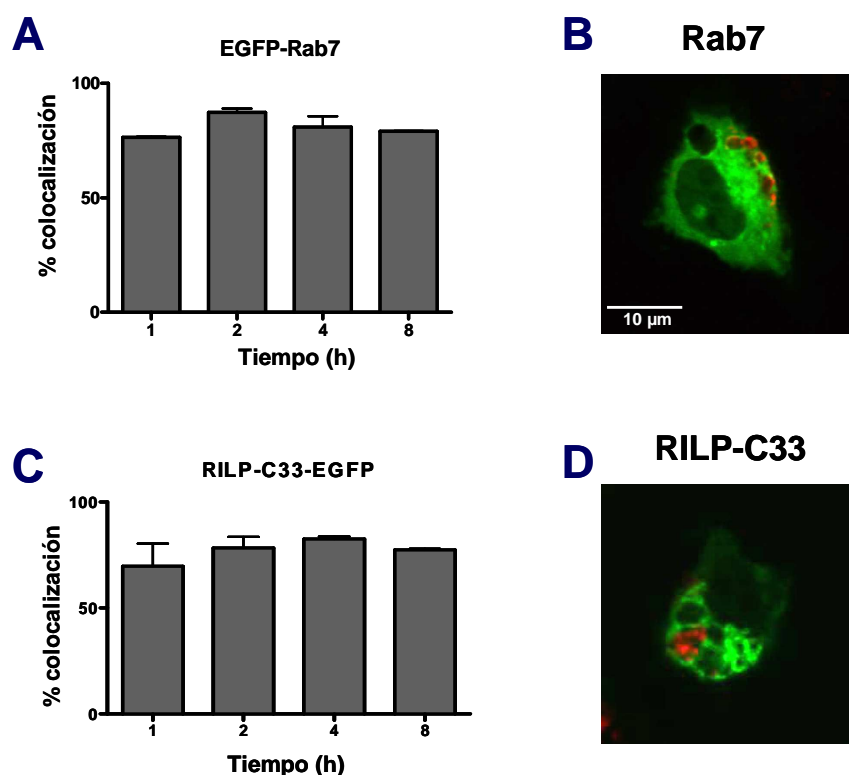 A
EGFP-Rab7
100
50
0
% colocalización
1 2 4 8
Tiempo (h)
B
Rab7
10 µm
C
RILP-C33-EGFP
100
50
0
% colocalización
1 2 4 8
Tiempo (h)
D
RILP-C33